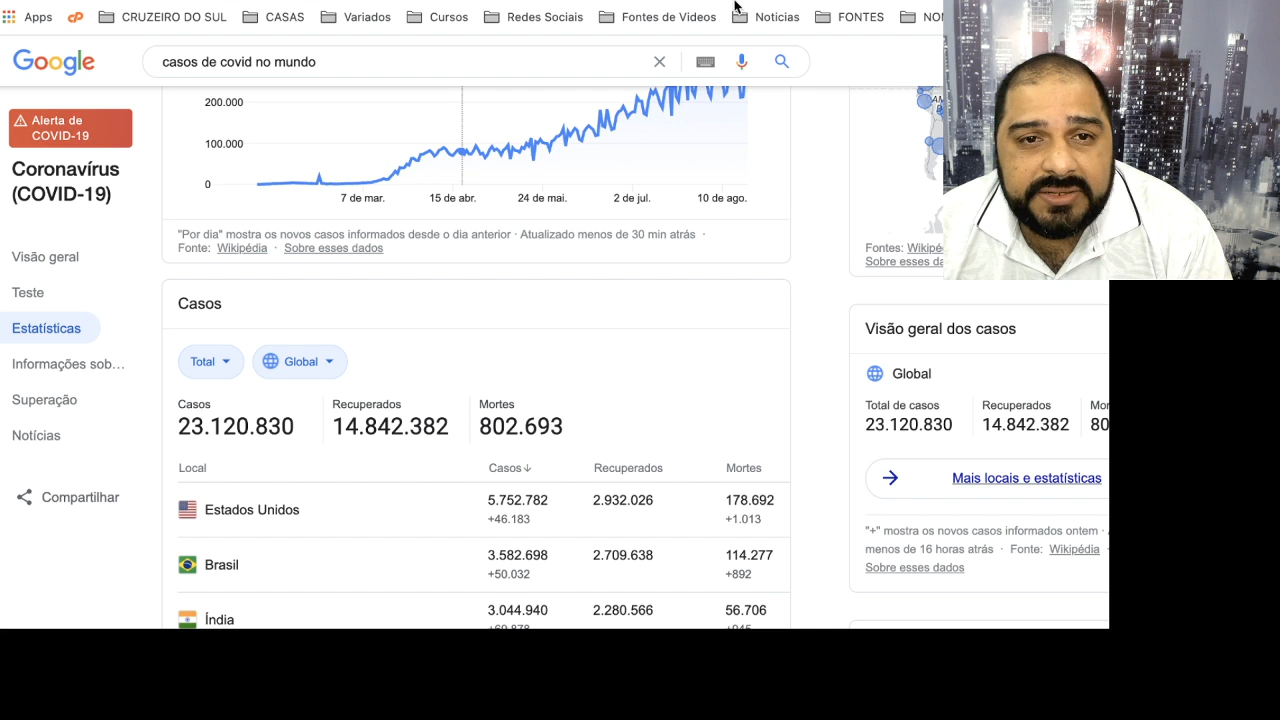 Apps
CRUZEIRO DO SUL
CASAS
Variados
Cursos
Redes Sociais
Fontes de Videos
Notícias
FONTES
Google
casos de covid no mundo
Alerta de
COVID-19
Coronavírus
(COVID-19)
Visão geral
Teste
Estatísticas
Informações sob…
Superação
Notícias
Compartilhar
200.000
100.000
0
7 de mar.
15 de abr.
24 de mai.
2 de jul.
10 de ago.
"Por dia" mostra os novos casos informados desde o dia anterior · Atualizado menos de 30 min atrás ·
Fonte: Wikipédia · Sobre esses dados
Casos
Total
Global
Casos Recuperados Mortes
23.120.830 14.842.382 802.693
Local Casos↓ Recuperados Mortes
Estados Unidos 5.752.782 2.932.026 178.692
+46.183 +1.013
Brasil 3.582.698 2.709.638 114.277
+50.032 +892
Índia 3.044.940 2.280.566 56.706
Fontes:
Sobre esses
Visão geral dos casos
Global
Total de casos Recuperados
23.120.830 14.842.382
Mais locais e estatísticas
"+" mostra os novos casos informados ontem ·
menos de 16 horas atrás · Fonte: Wikipédia ·
Sobre esses dados